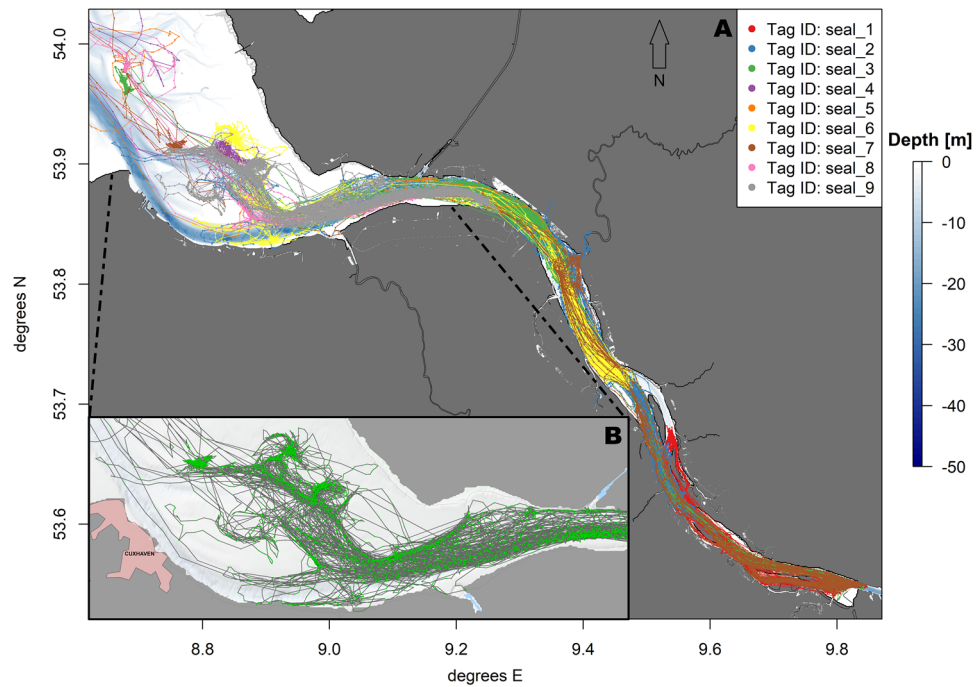 A
N
Tag ID: seal_1
Tag ID: seal_2
Tag ID: seal_3
Tag ID: seal_4
Tag ID: seal_5
Tag ID: seal_6
Tag ID: seal_7
Tag ID: seal_8
Tag ID: seal_9
Depth [m]
0
-10
-20
-30
-40
-50
54.0
53.9
53.8
53.7
53.6
degrees N
B
CUXHAVEN
8.8
9.0
9.2
9.4
9.6
9.8
degrees E